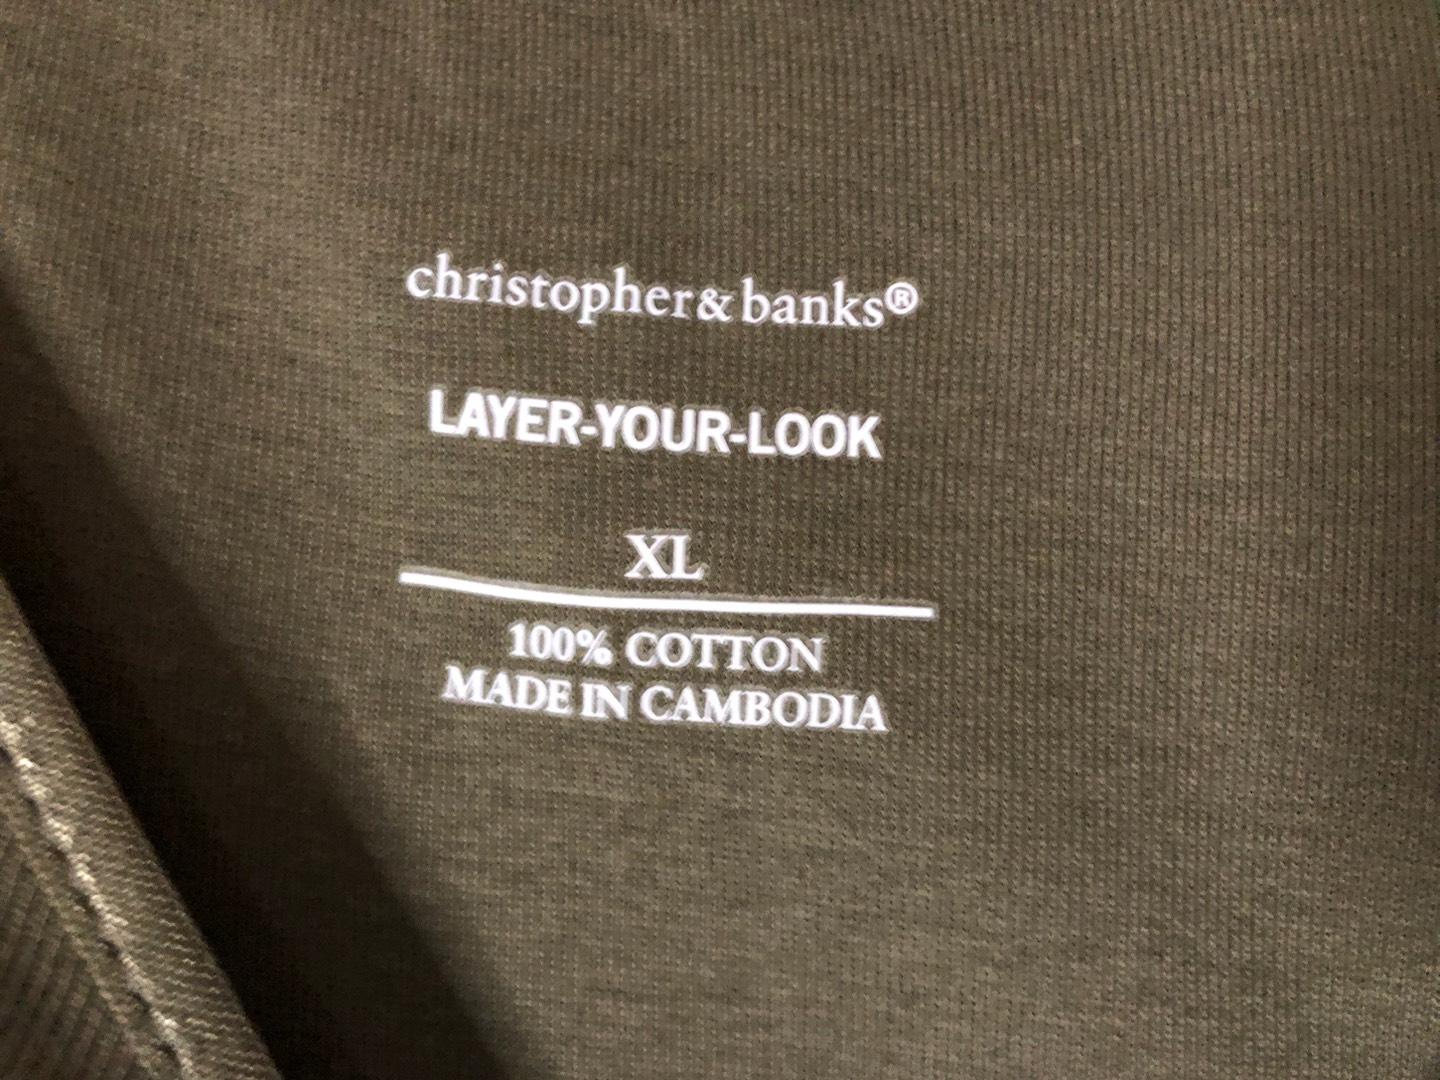 christopher & banks®
LAYER-YOUR-LOOK
XL
100% COTTON
MADE IN CAMBODIA